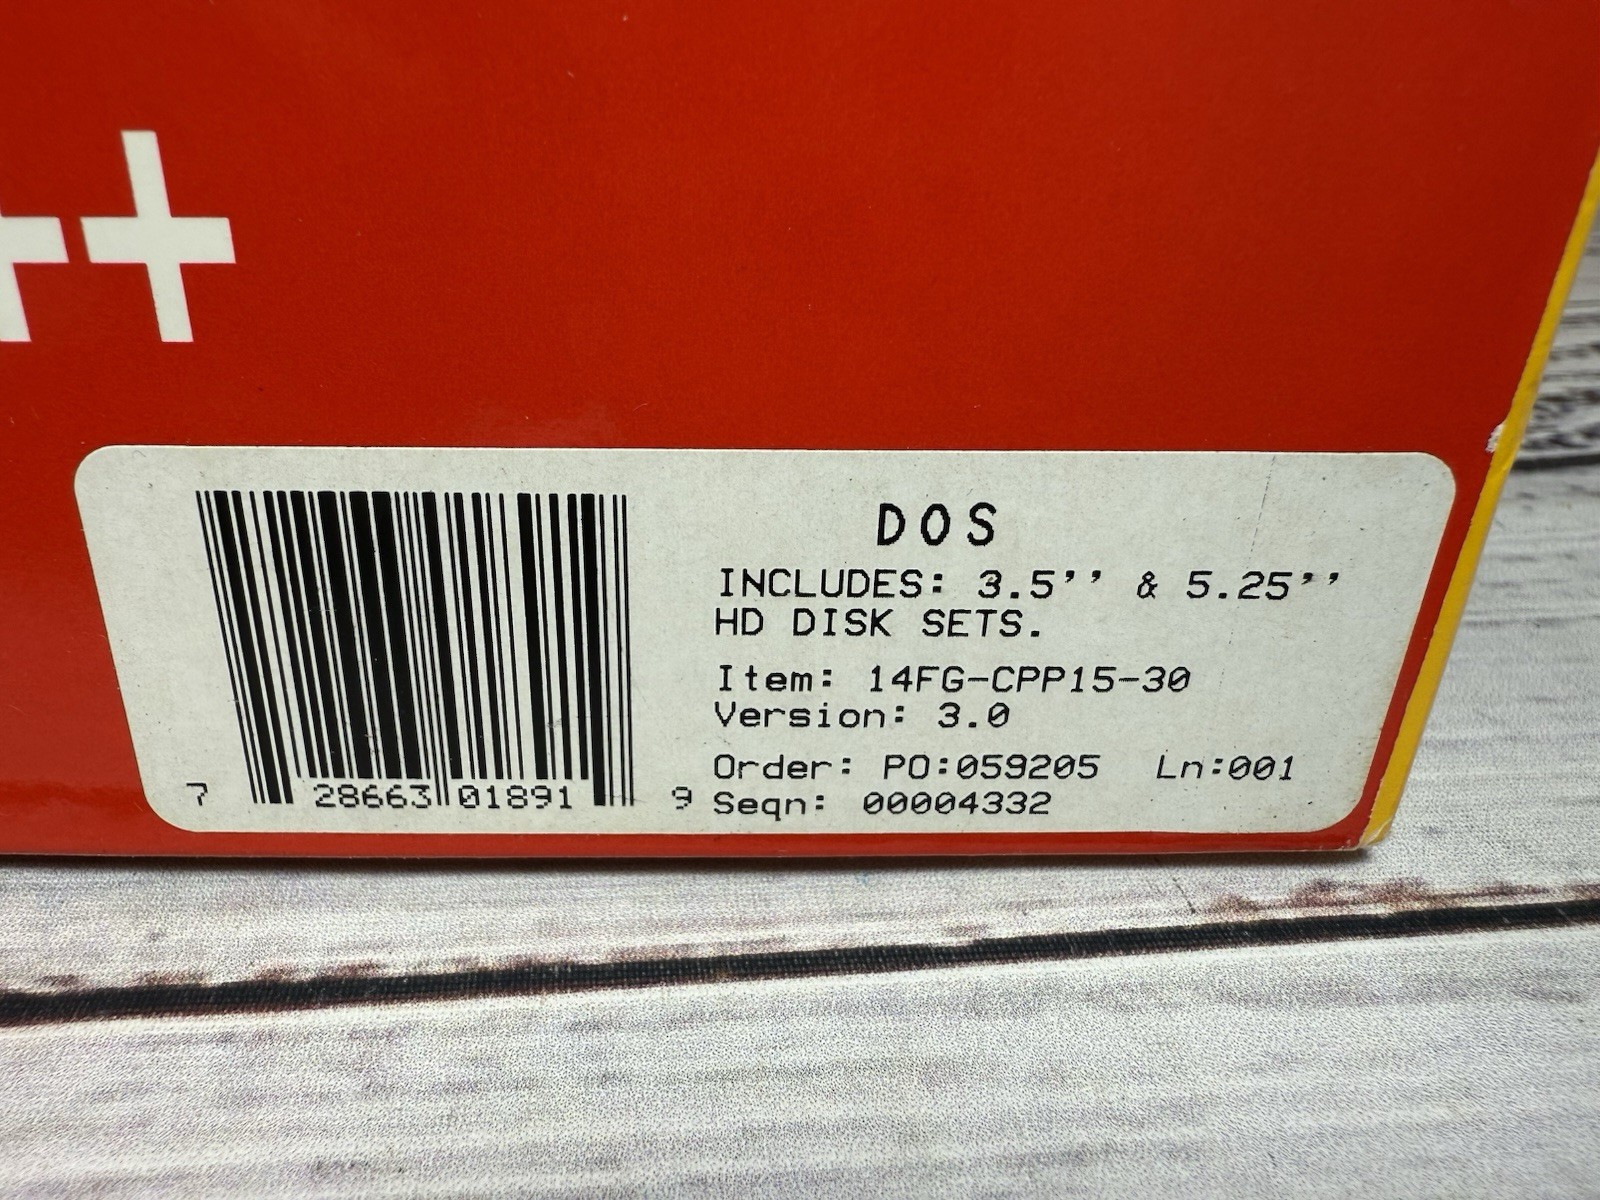 ++
DOS
INCLUDES: 3.5'' & 5.25''
HD DISK SETS.
Item: 14FG-CPP15-30
Version: 3.0
Order: PO:059205 Ln:001
Seqn: 00004332
7 28663 01891 9